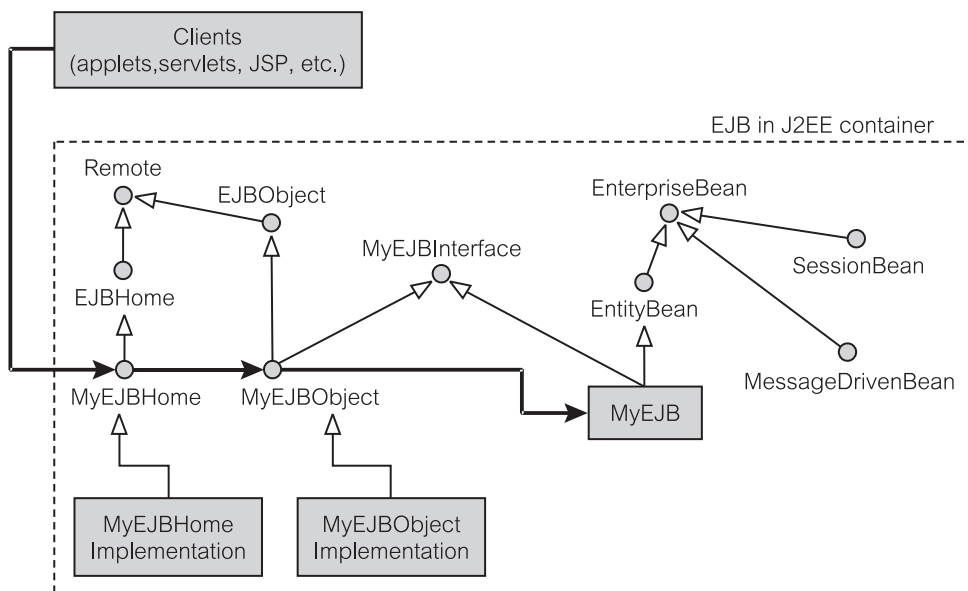 Clients
(applets,servlets, JSP, etc.)
EJB in J2EE container
Remote
EJBObject
EnterpriseBean
MyEJBInterface
SessionBean
EJBHome
EntityBean
MessageDrivenBean
MyEJBHome
MyEJBObject
MyEJB
MyEJBHome
Implementation
MyEJBObject
Implementation